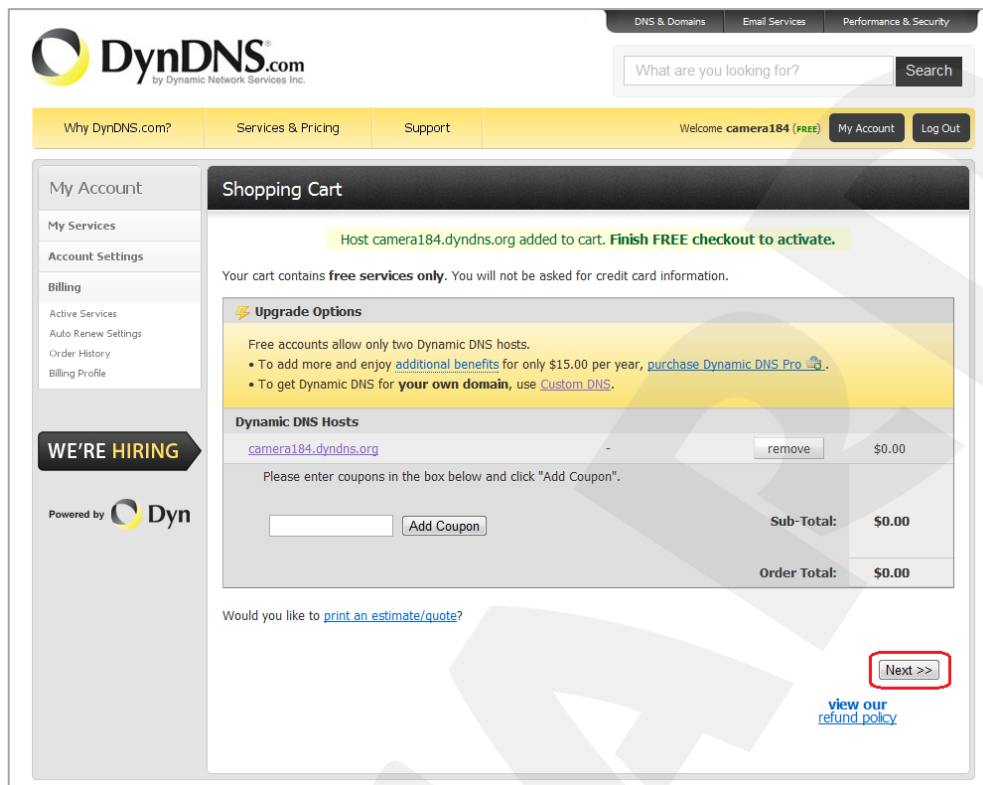 DNS & Domains Email Services Performance & Security
DynDNS.com
by Dynamic Network Services Inc.
What are you looking for? Search
Why DynDNS.com? Services & Pricing Support Welcome camera184 (FREE) My Account Log Out
My Account
My Services
Account Settings
Billing
Active Services
Auto Renew Settings
Order History
Billing Profile
WE'RE HIRING
Powered by Dyn
Shopping Cart
Host camera184.dyndns.org added to cart. Finish FREE checkout to activate.
Your cart contains free services only. You will not be asked for credit card information.
Upgrade Options
Free accounts allow only two Dynamic DNS hosts.
• To add more and enjoy additional benefits for only $15.00 per year, purchase Dynamic DNS Pro.
• To get Dynamic DNS for your own domain, use Custom DNS.
Dynamic DNS Hosts
camera184.dyndns.org - remove $0.00
Please enter coupons in the box below and click "Add Coupon".
Add Coupon Sub-Total: $0.00
Order Total: $0.00
Would you like to print an estimate/quote?
Next >>
view our
refund policy